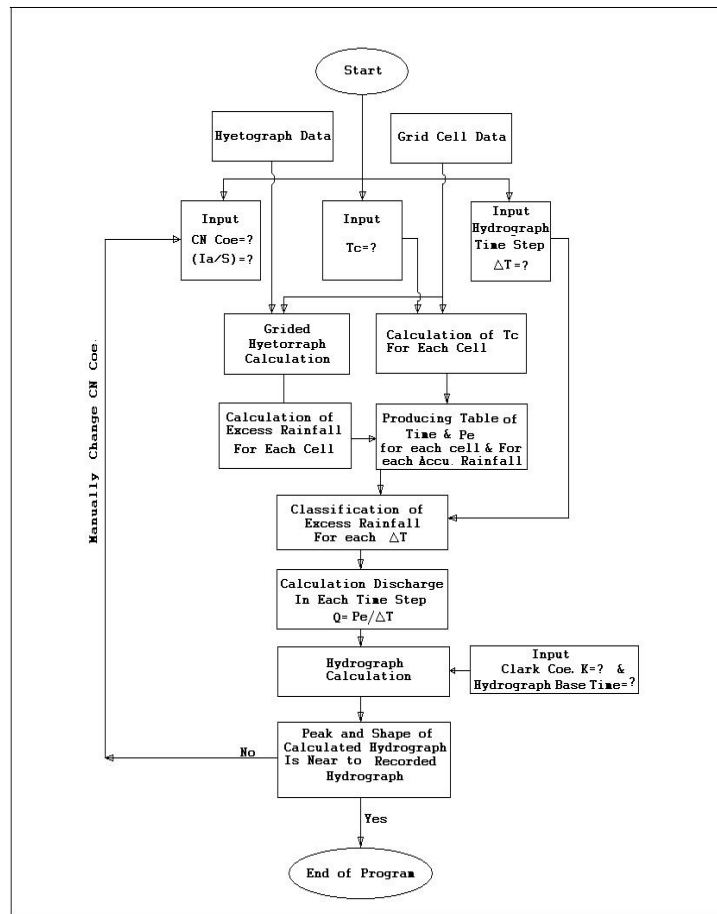 Start
Hyetograph Data
Grid Cell Data
Input
CN Coe=?
(Ia/S)=?
Input
Tc=?
Input
Hydrograph
Time Step
△T=?
Grided
Hyetorraph
Calculation
Calculation of Tc
For Each Cell
Calculation of
Excess Rainfall
For Each Cell
Producing Table of
Time & Pe
for each cell & For
each Accu. Rainfall
Manually Change CN Coe.
Classification of
Excess Rainfall
For each △T
Calculation Discharge
In Each Time Step
Q=Pe/△T
Hydrograph
Calculation
Input
Clark Coe. K=? &
Hydrograph Base Time=?
Peak and Shape of
Calculated Hydrograph
Is Near to Recorded
Hydrograph
No
Yes
End of Program